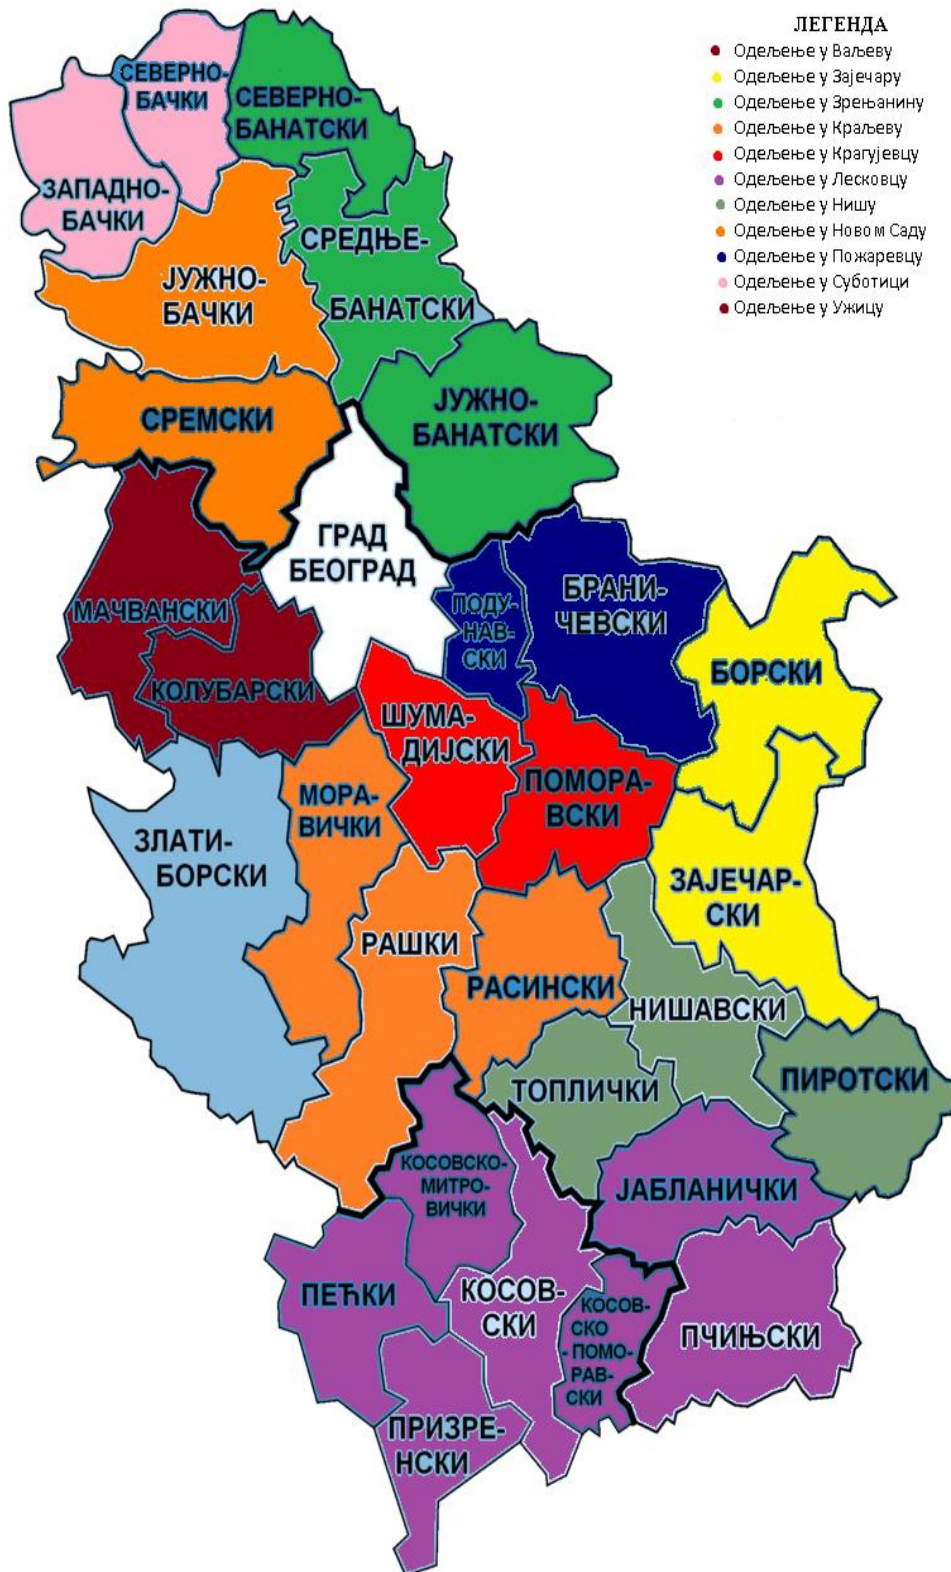 ЛЕГЕНДА
Одељење у Ваљеву
Одељење у Зајечару
Одељење у Зрењанину
Одељење у Краљеву
Одељење у Крагујевцу
Одељење у Лесковцу
Одељење у Нишу
Одељење у Новом Саду
Одељење у Пожаревцу
Одељење у Суботици
Одељење у Ужицу
СЕВЕРНО-
БАЧКИ
СЕВЕРНО-
БАНАТСКИ
ЗАПАДНО-
БАЧКИ
СРЕДЊЕ-
БАНАТСКИ
ЈУЖНО-
БАЧКИ
ЈУЖНО-
БАНАТСКИ
СРЕМСКИ
ГРАД
БЕОГРАД
МАЧВАНСКИ
КОЛУБАРСКИ
ПОДУ-
НАВ-
СКИ
БРАНИ-
ЧЕВСКИ
БОРСКИ
ШУМА-
ДИЈСКИ
ПОМОРА-
ВСКИ
МОРА-
ВИЧКИ
ЗЛАТИ-
БОРСКИ
ЗАЈЕЧАР-
СКИ
РАШКИ
РАСИНСКИ
НИШАВСКИ
ТОПЛИЧКИ
ПИРОТСКИ
КОСОВСКО-
МИТРО-
ВИЧКИ
ЈАБЛАНИЧКИ
ПЕЋКИ
КОСОВ-
СКИ
КОСОВ-
СКО
-ПОМО-
РАВ-
СКИ
ПЧИЊСКИ
ПРИЗРЕ-
НСКИ